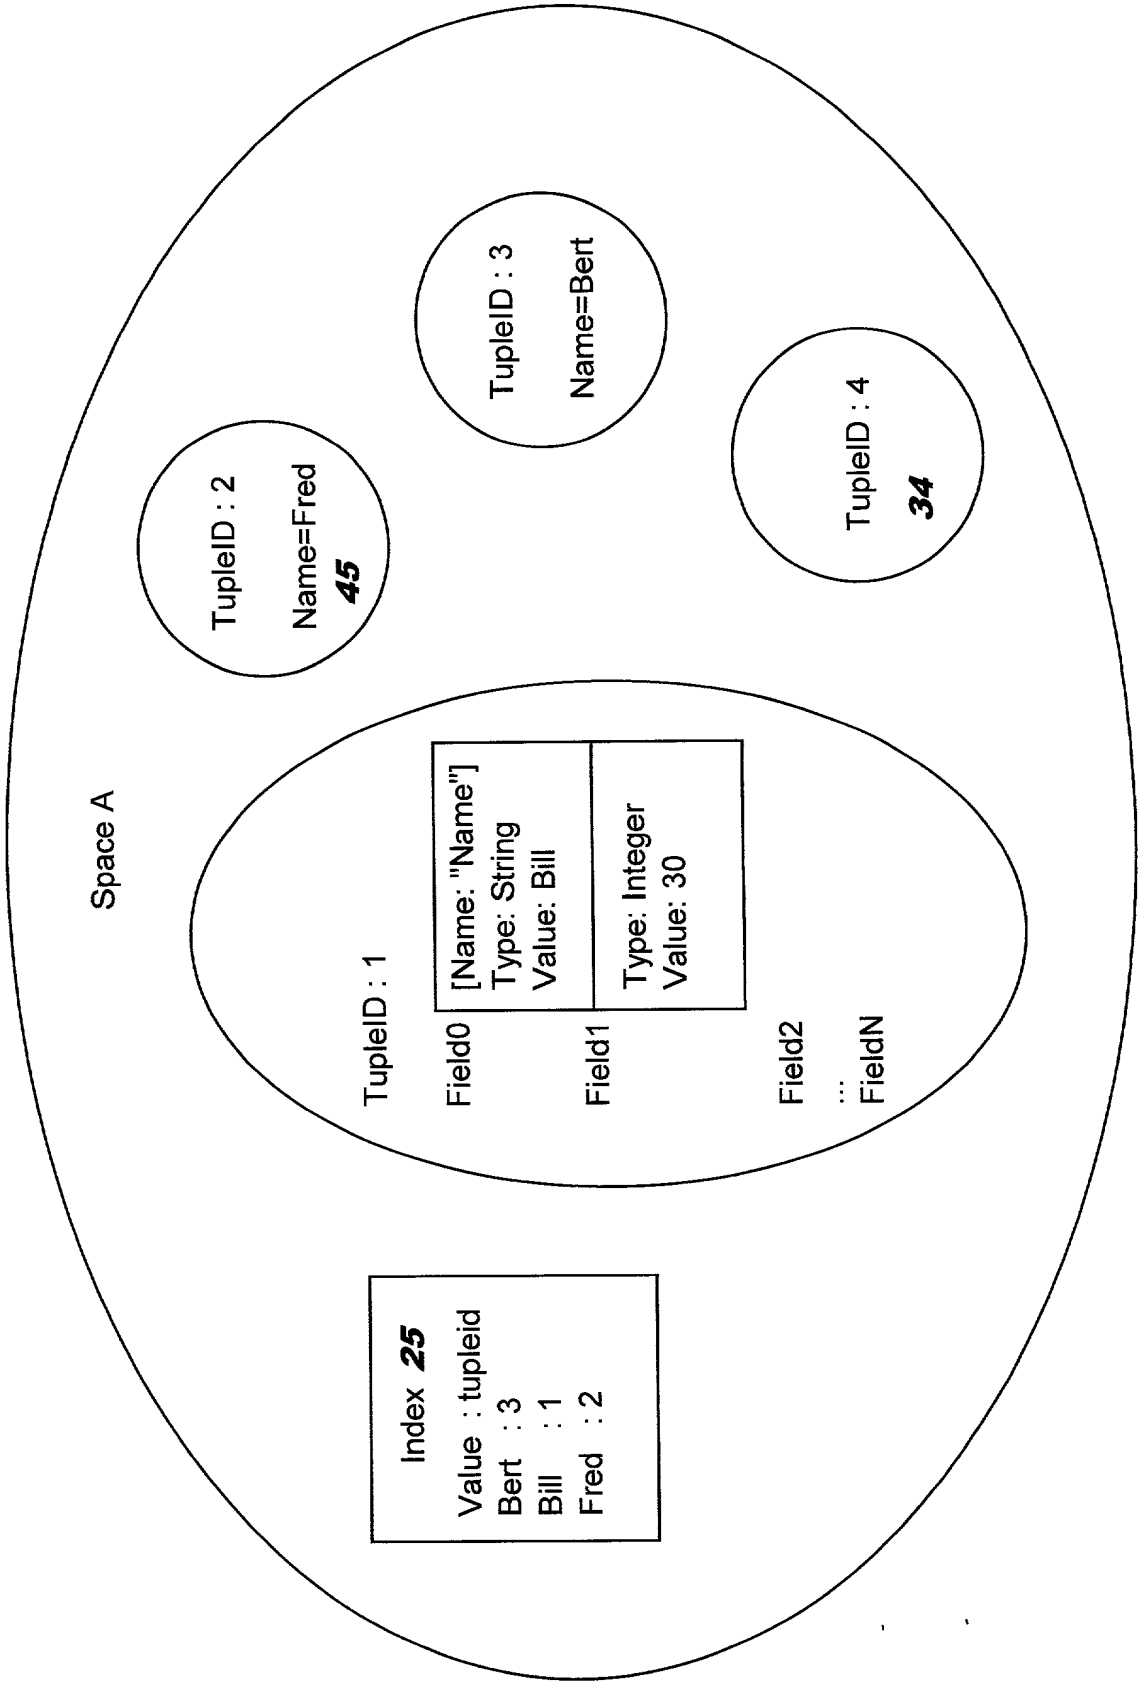 Space A
Index 25
Value : tupleid
Bert : 3
Bill : 1
Fred : 2
TupleID : 1
Field0
[Name: "Name"]
Type: String
Value: Bill
Field1
Type: Integer
Value: 30
Field2
...
FieldN
TupleID : 2
Name=Fred
45
TupleID : 3
Name=Bert
TupleID : 4
34